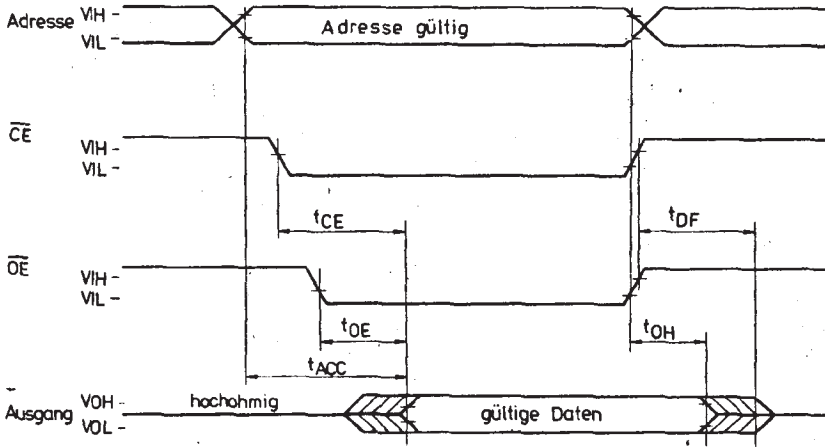 Adresse VIH
Adresse gültig
VIL
CE
VIH
VIL
tCE
tDF
OE
VIH
VIL
tOE
tOH
tACC
Ausgang VOH
hochohmig
gültige Daten
VOL